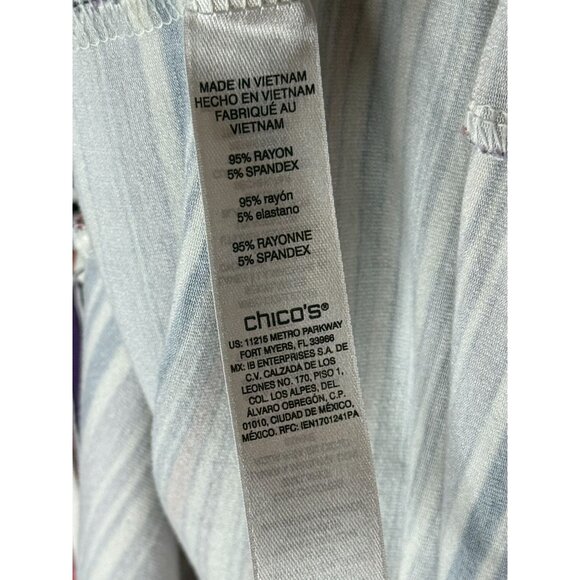 MADE IN VIETNAM
HECHO EN VIETNAM
FABRIQUÉ AU
VIETNAM
95% RAYON
5% SPANDEX
95% rayón
5% elastano
95% RAYONNE
5% SPANDEX
chico's®
US: 11215 METRO PARKWAY
FORT MYERS, FL 33966
MX: IB ENTERPRISES S.A. DE
C.V. CALZADA DE LOS
LEONES NO. 170, PISO 1,
COL. LOS ALPES, DEL.
ÁLVARO OBREGÓN, C.P.
01010, CIUDAD DE MÉXICO,
MÉXICO. RFC: IEN1701241PA